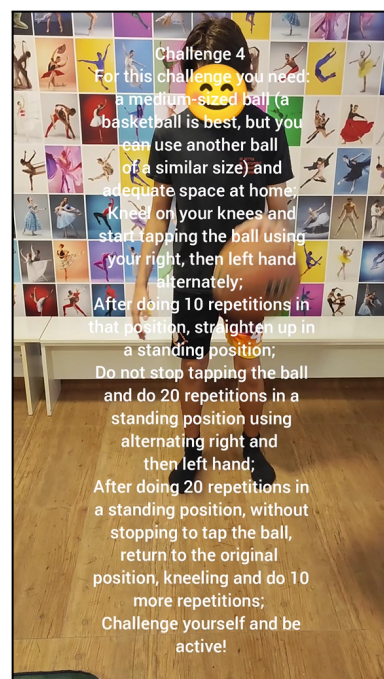 Challenge 4
For this challenge you need:
a medium-sized ball (a
basketball is best, but you
can use another ball
of a similar size) and
adequate space at home;
Kneel on your knees and
start tapping the ball using
your right, then left hand
alternately;
After doing 10 repetitions in
that position, straighten up in
a standing position;
Do not stop tapping the ball
and do 20 repetitions in a
standing position using
alternating right and
then left hand;
After doing 20 repetitions in
a standing position, without
stopping to tap the ball,
return to the original
position, kneeling and do 10
more repetitions;
Challenge yourself and be
active!